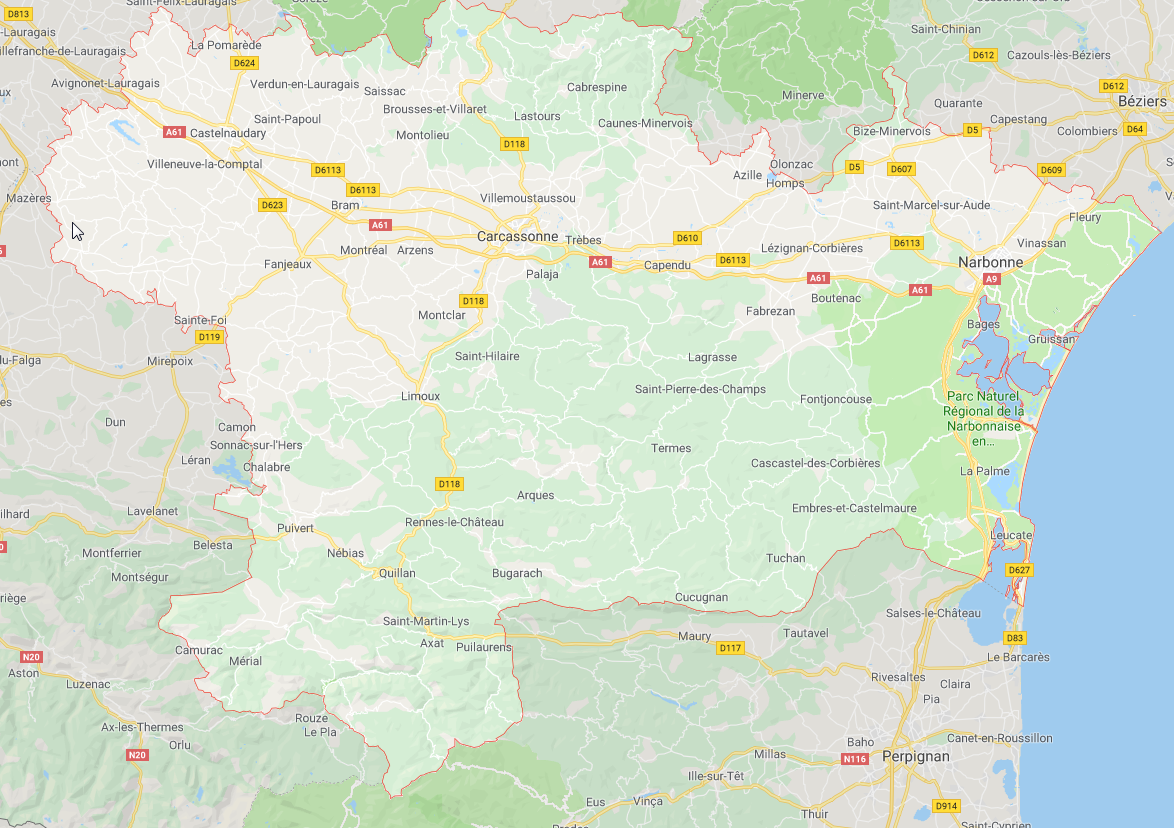 Saint-Félix-Lauragais
D813
-Lauragais
Saint-Chinian
La Pomarède
illefranche-de-Lauragais
D612
Cazouls-lès-Béziers
D624
Avignonet-Lauragais
Verdun-en-Lauragais
Saissac
Cabrespine
D612
Minerve
Béziers
Brousses-et-Villaret
Quarante
Lastours
Saint-Papoul
Capestang
Caunes-Minervois
A61
Castelnaudary
Montolieu
Bize-Minervois
D5
Colombiers
D64
D118
Villeneuve-la-Comptal
Olonzac
D5
D607
D609
D6113
Azille
Homps
D6113
Mazères
Villemoustaussou
D623
Bram
Saint-Marcel-sur-Aude
Fleury
A61
Carcassonne
Trèbes
D610
Vinassan
D6113
Montréal
Arzens
Lézignan-Corbières
Fanjeaux
A61
Capendu
D6113
Narbonne
Palaja
A61
A9
A61
D118
Boutenac
Montclar
Fabrezan
Sainte-Foi
Bages
D119
Gruissan
Saint-Hilaire
Lagrasse
du-Falga
Mirepoix
Limoux
Saint-Pierre-des-Champs
Fontjoncouse
Parc Naturel
Régional de la
Narbonnaise
en...
Dun
Camon
Sonnac-sur-l'Hers
Termes
Léran
Chalabre
Cascastel-des-Corbières
La Palme
D118
Arques
Lavelanet
Embres-et-Castelmaure
Puivert
Rennes-le-Château
Leucate
Belesta
Montferrier
Nébias
Tuchan
Montségur
Quillan
Bugarach
D627
Cucugnan
Salses-le-Château
Saint-Martin-Lys
Maury
Tautavel
D83
Camurac
Axat
Puilaurens
D117
N20
Mérial
Le Barcarès
Aston
Luzenac
Rivesaltes
Claira
Pia
Rouze
Ax-les-Thermes
Le Pla
Orlu
Baho
Canet-en-Roussillon
N20
Millas
N116
Perpignan
Ille-sur-Têt
Eus
Vinça
D914
Thuir
Saint-Cyprien